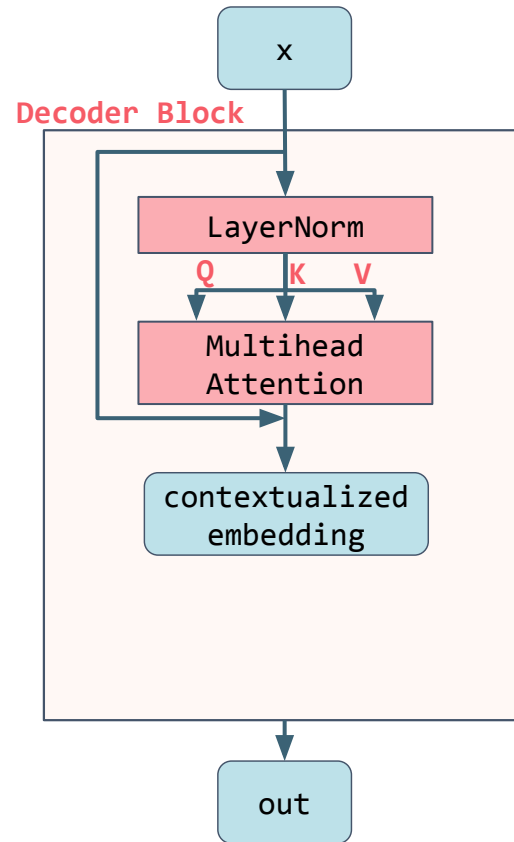 x
Decoder Block
LayerNorm
Q K V
Multihead
Attention
contextualized
embedding
out